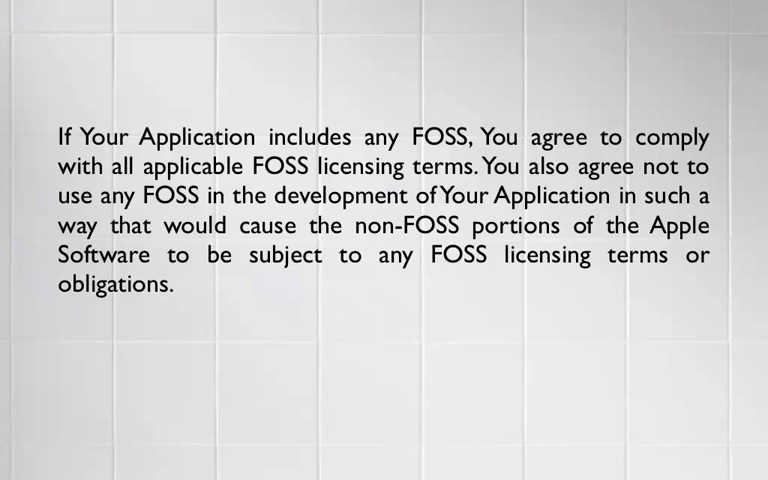 If Your Application includes any FOSS, You agree to comply
with all applicable FOSS licensing terms. You also agree not to
use any FOSS in the development of Your Application in such a
way that would cause the non-FOSS portions of the Apple
Software to be subject to any FOSS licensing terms or
obligations.